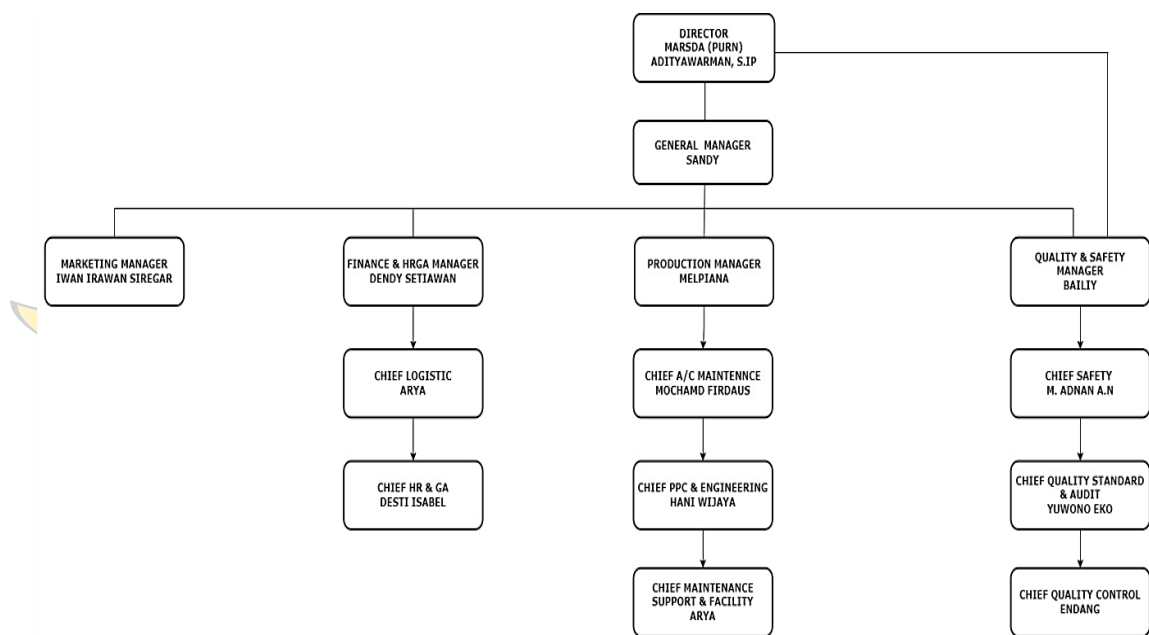 DIRECTOR
MARSDA (PURN)
ADITYAWARMAN, S.IP
GENERAL MANAGER
SANDY
MARKETING MANAGER
IWAN IRAWAN SIREGAR
FINANCE & HRGA MANAGER
DENDY SETIAWAN
PRODUCTION MANAGER
MELPIANA
QUALITY & SAFETY
MANAGER
BAILIY
CHIEF LOGISTIC
ARYA
CHIEF A/C MAINTENNCE
MOCHAMD FIRDAUS
CHIEF SAFETY
M. ADNAN A.N
CHIEF HR & GA
DESTI ISABEL
CHIEF PPC & ENGINEERING
HANI WIJAYA
CHIEF QUALITY STANDARD
& AUDIT
YUWONO EKO
CHIEF MAINTENANCE
SUPPORT & FACILITY
ARYA
CHIEF QUALITY CONTROL
ENDANG